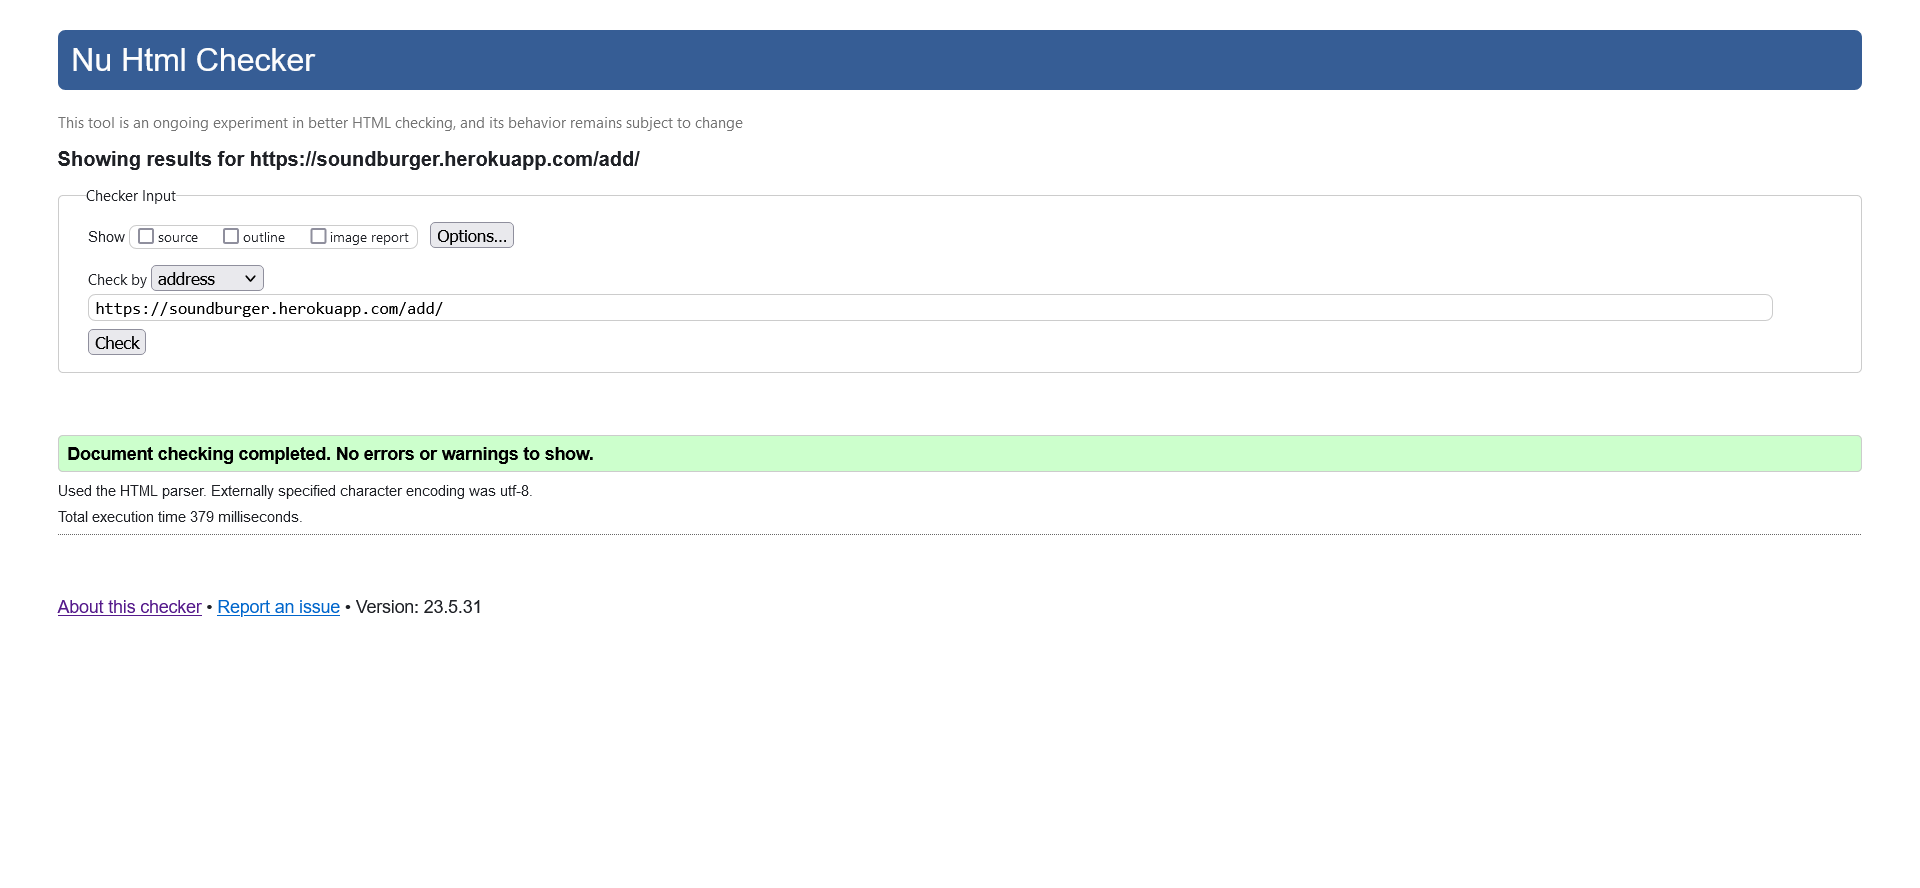 Nu Html Checker
This tool is an ongoing experiment in better HTML checking, and its behavior remains subject to change
Showing results for https://soundburger.herokuapp.com/add/
Checker Input
Show source outline image report Options...
Check by address
https://soundburger.herokuapp.com/add/
Check
Document checking completed. No errors or warnings to show.
Used the HTML parser. Externally specified character encoding was utf-8.
Total execution time 379 milliseconds.
About this checker • Report an issue • Version: 23.5.31